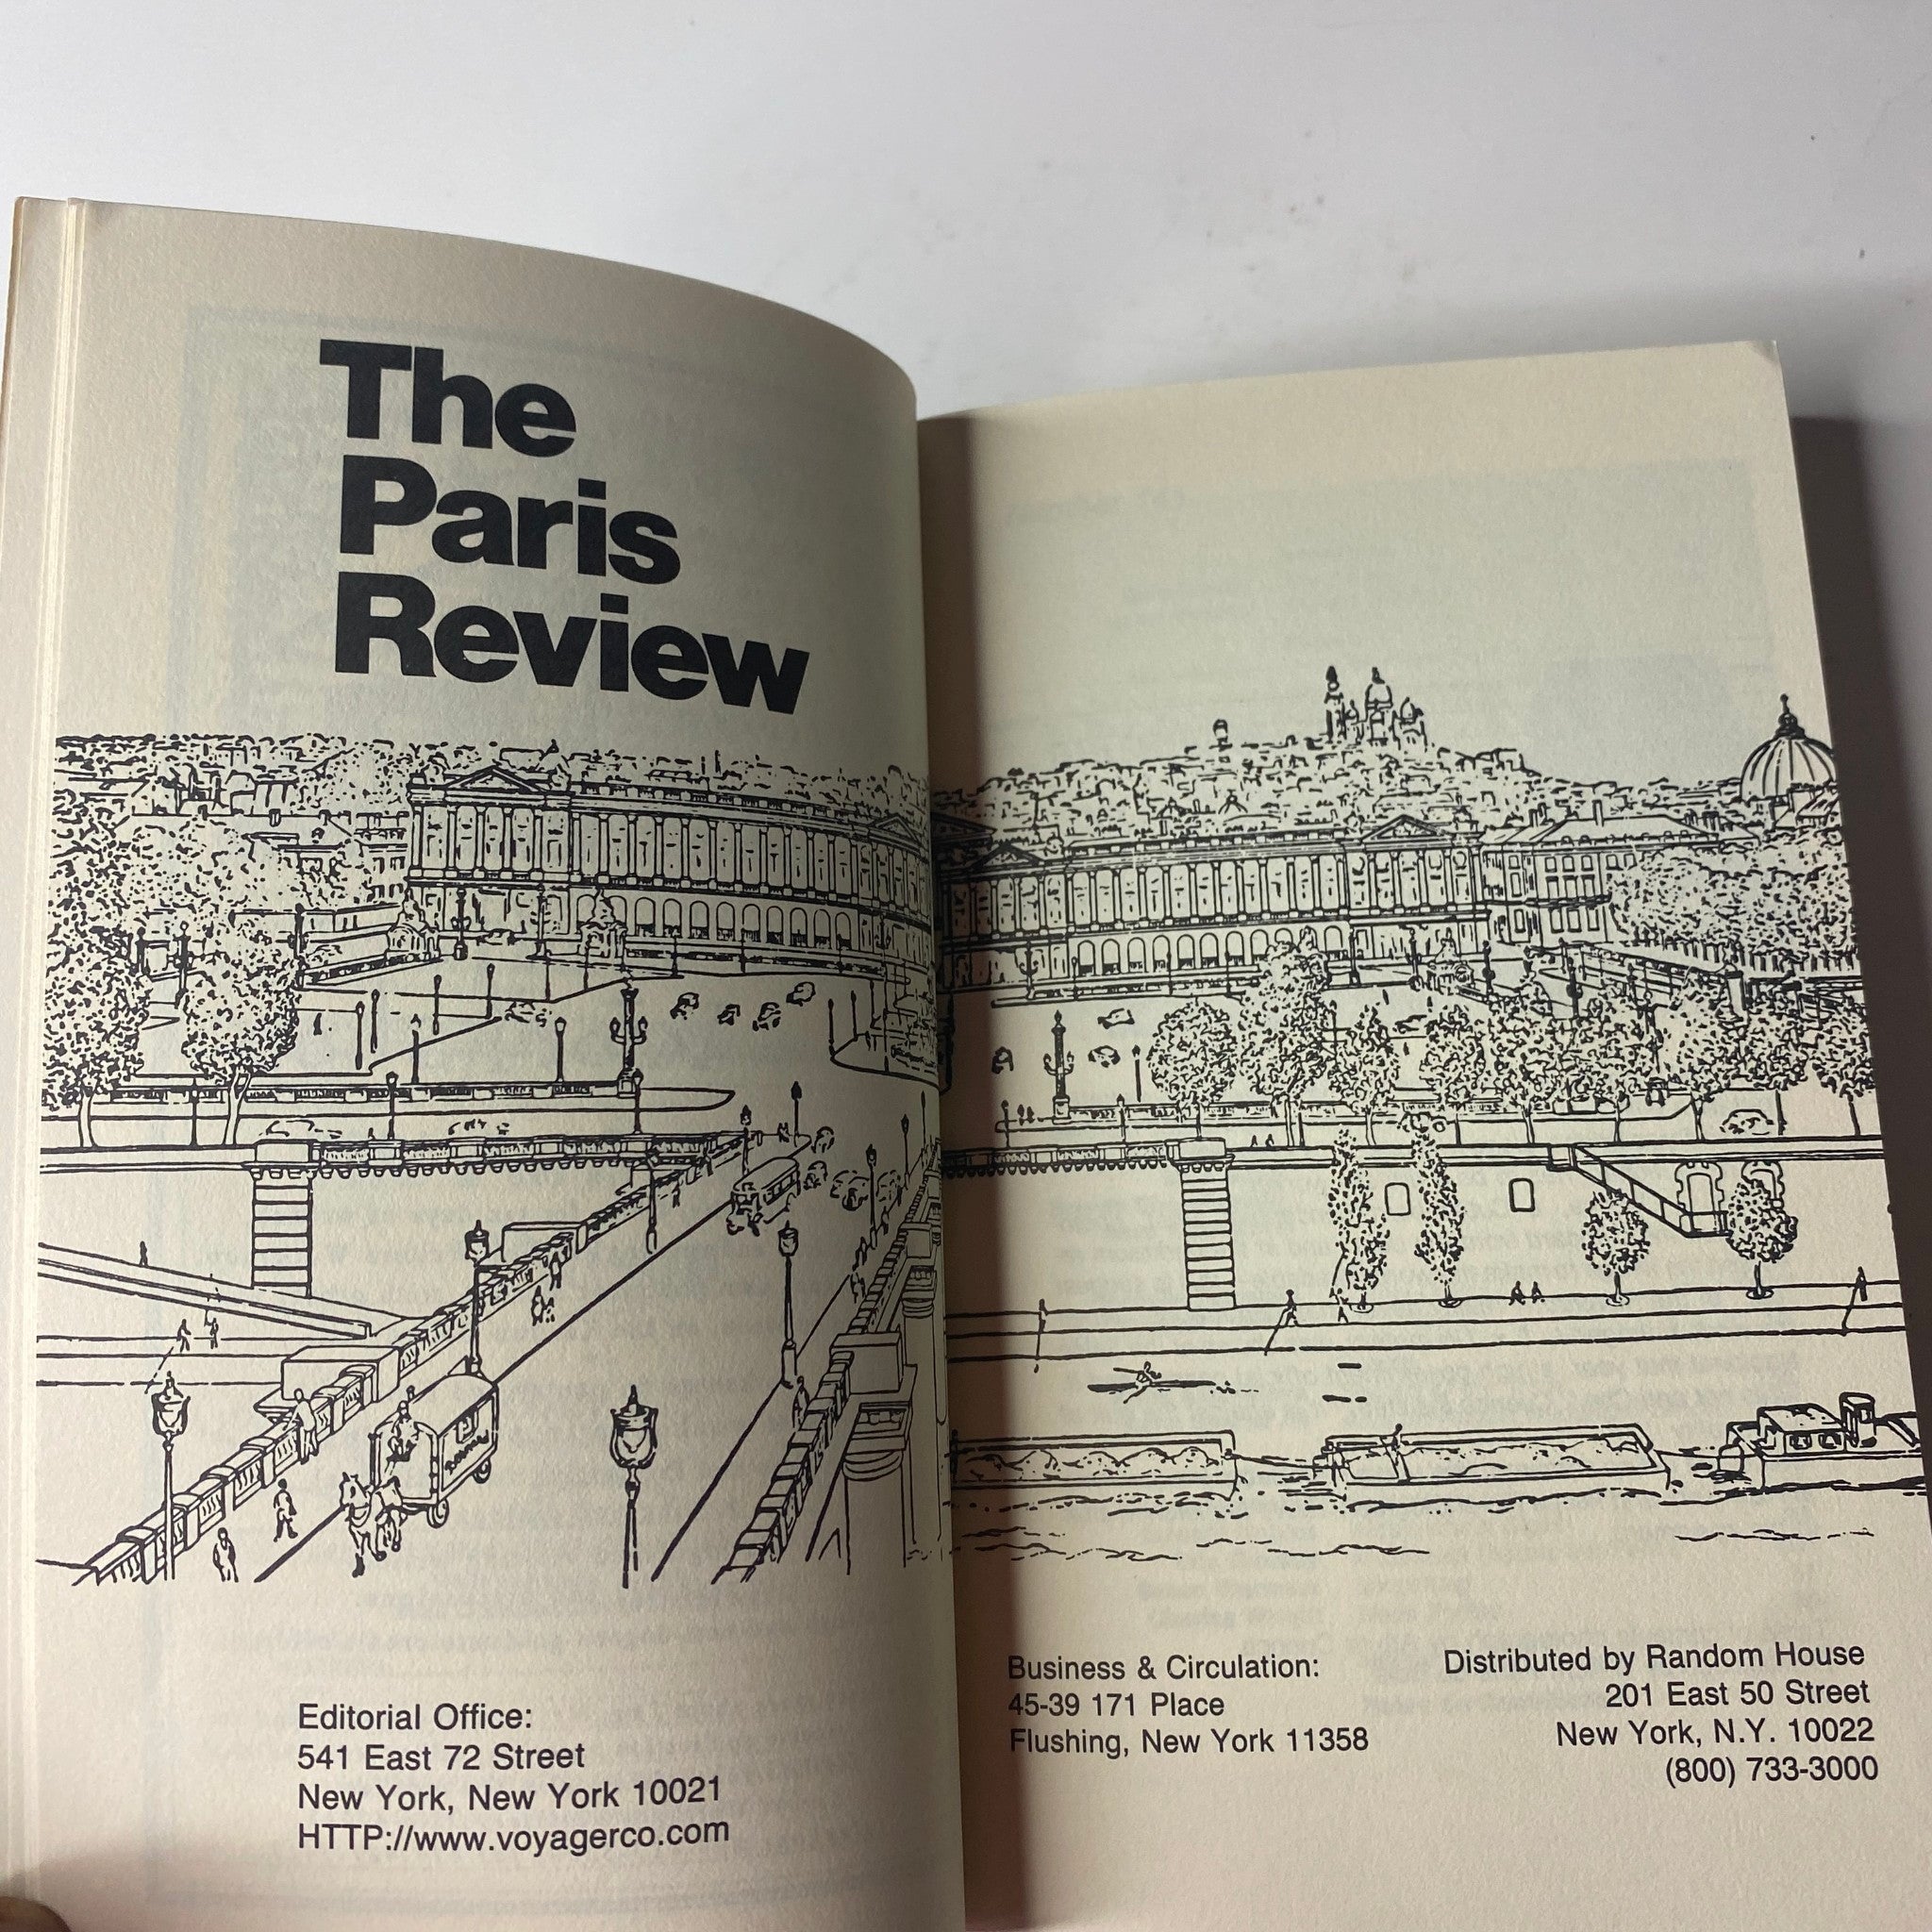 The
Paris
Review
Editorial Office:
541 East 72 Street
New York, New York 10021
HTTP://www.voyagerco.com
Business & Circulation:
45-39 171 Place
Flushing, New York 11358
Distributed by Random House
201 East 50 Street
New York, N.Y. 10022
(800) 733-3000